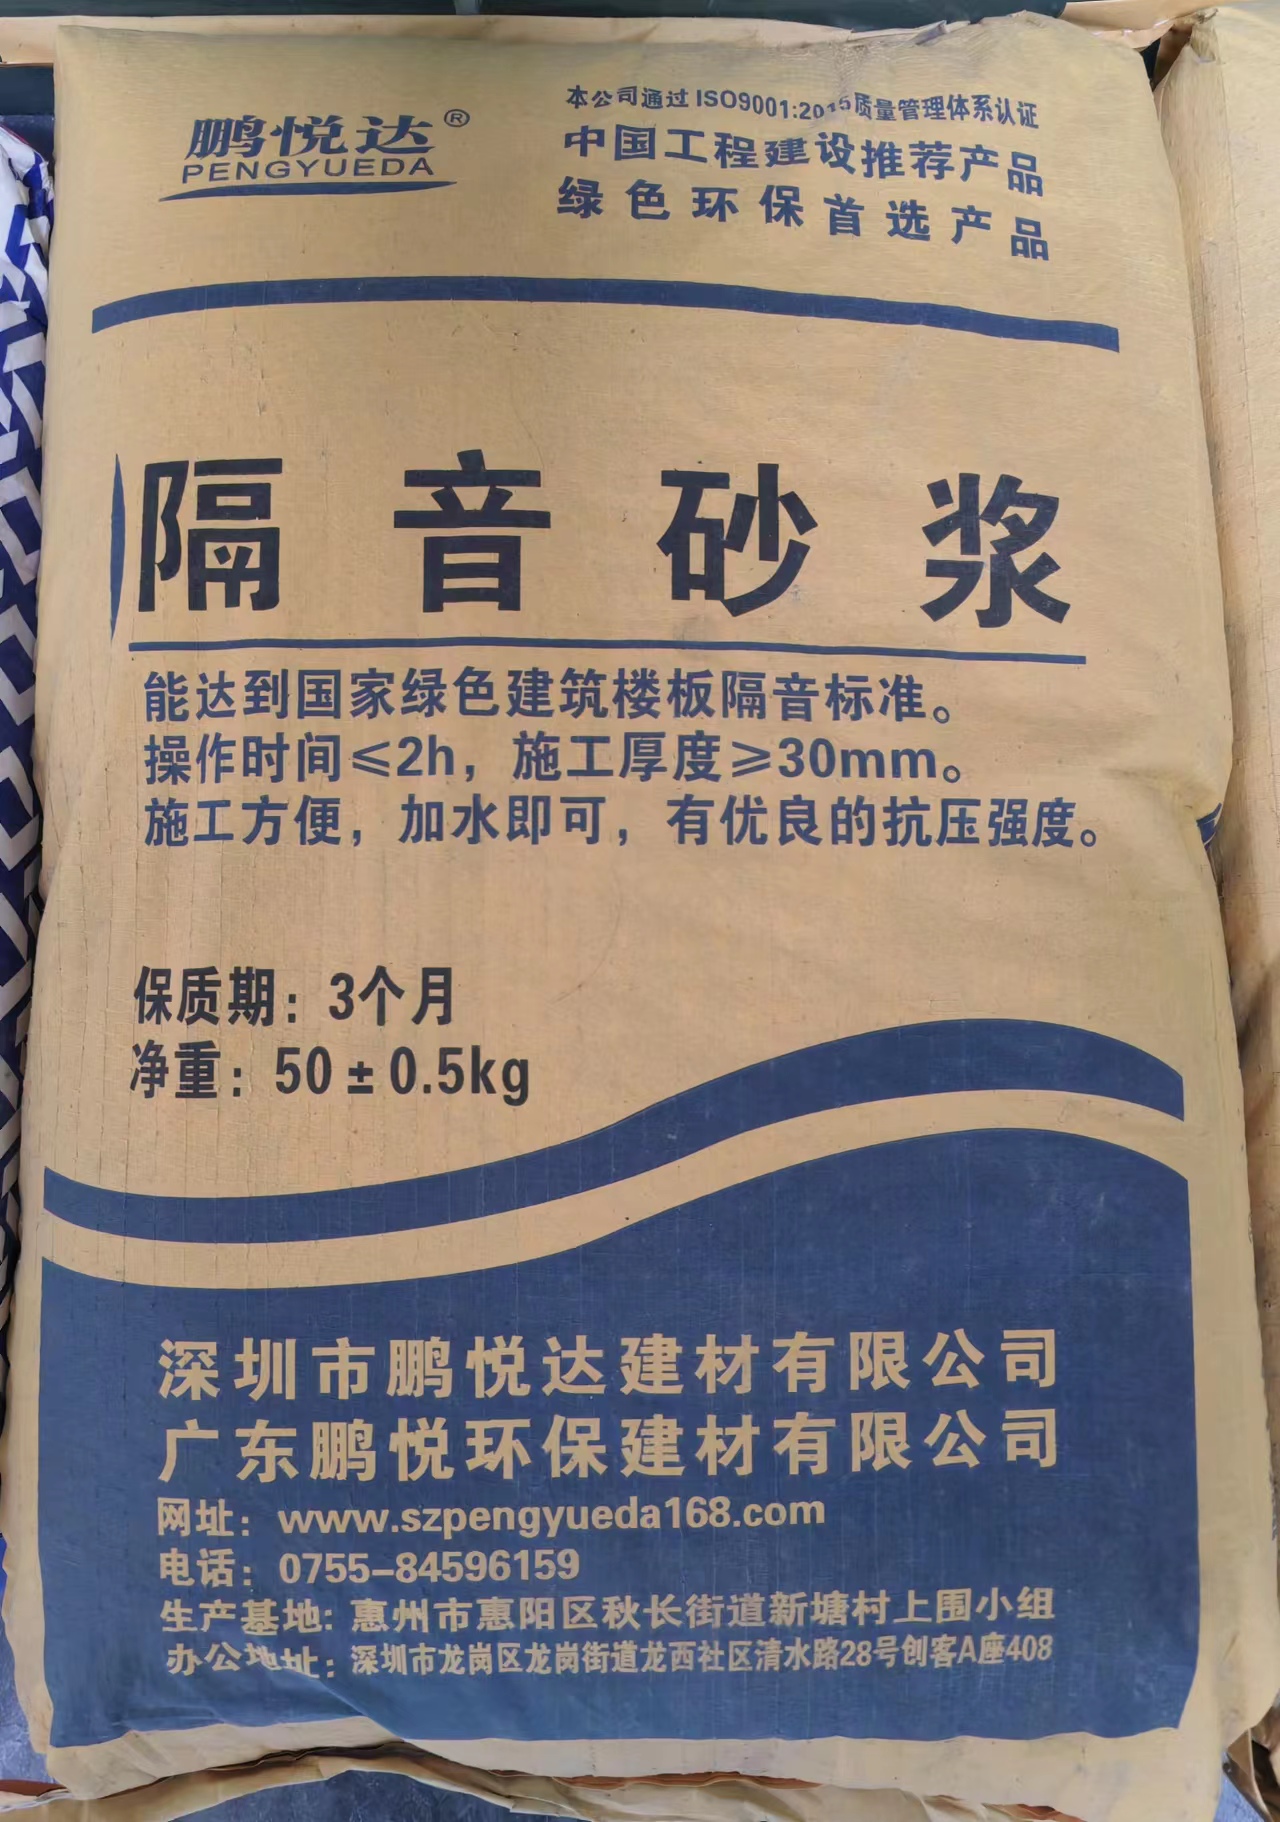 鹏悦达®
PENGYUEDA
本公司通过ISO9001:2015质量管理体系认证
中国工程建设推荐产品
绿色环保首选产品
隔音砂浆
能达到国家绿色建筑楼板隔音标准。
操作时间≤2h，施工厚度≥30mm。
施工方便，加水即可，有优良的抗压强度。
保质期：3个月
净重：50±0.5kg
深圳市鹏悦达建材有限公司
广东鹏悦环保建材有限公司
网址：www.szpengyueda168.com
电话：0755-84596159
生产基地：惠州市惠阳区秋长街道新塘村上围小组
办公地址：深圳市龙岗区龙岗街道龙西社区清水路28号创客A座408